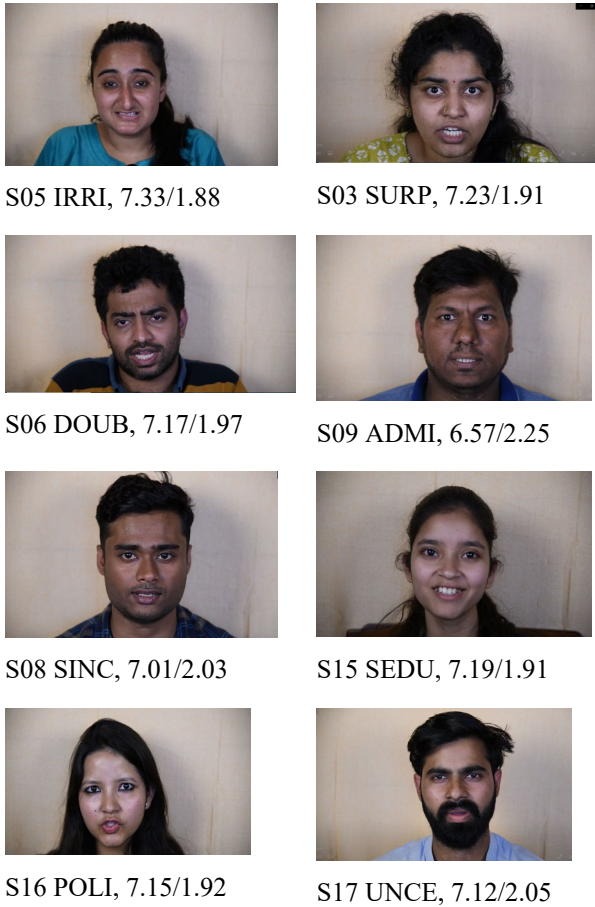 S05 IRRI, 7.33/1.88
S03 SURP, 7.23/1.91
S06 DOUB, 7.17/1.97
S09 ADMI, 6.57/2.25
S08 SINC, 7.01/2.03
S15 SEDU, 7.19/1.91
S16 POLI, 7.15/1.92
S17 UNCE, 7.12/2.05